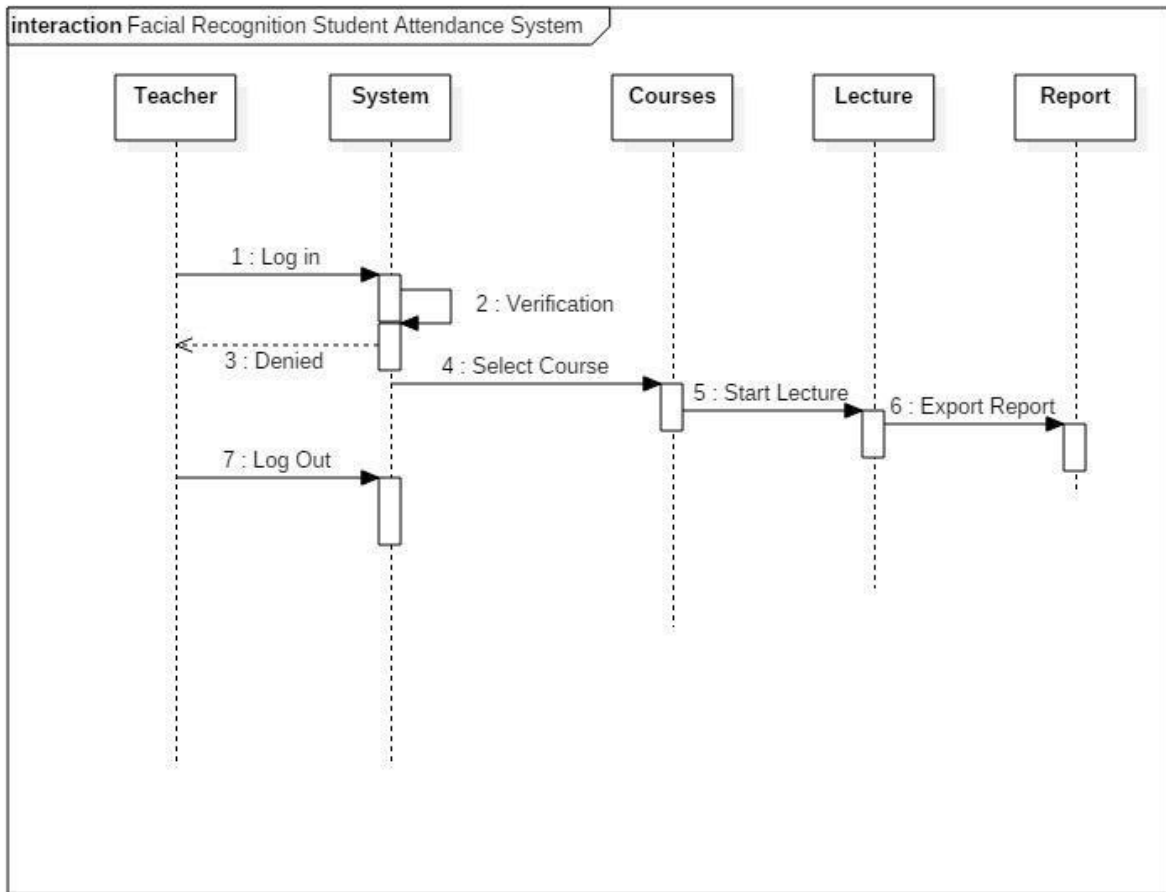 interaction Facial Recognition Student Attendance System
Teacher
System
Courses
Lecture
Report
1 : Log in
2 : Verification
3 : Denied
4 : Select Course
5 : Start Lecture
6 : Export Report
7 : Log Out